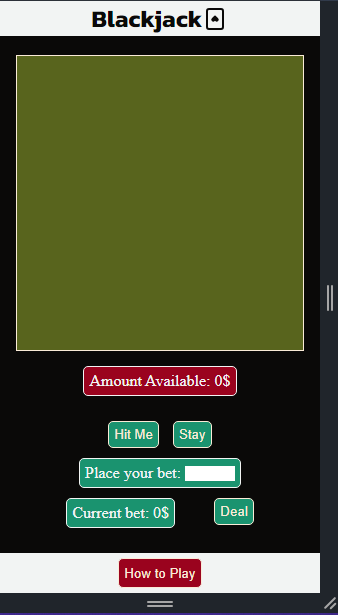 Blackjack
Amount Available: 0$
Hit Me Stay
Place your bet:
Current bet: 0$ Deal
How to Play